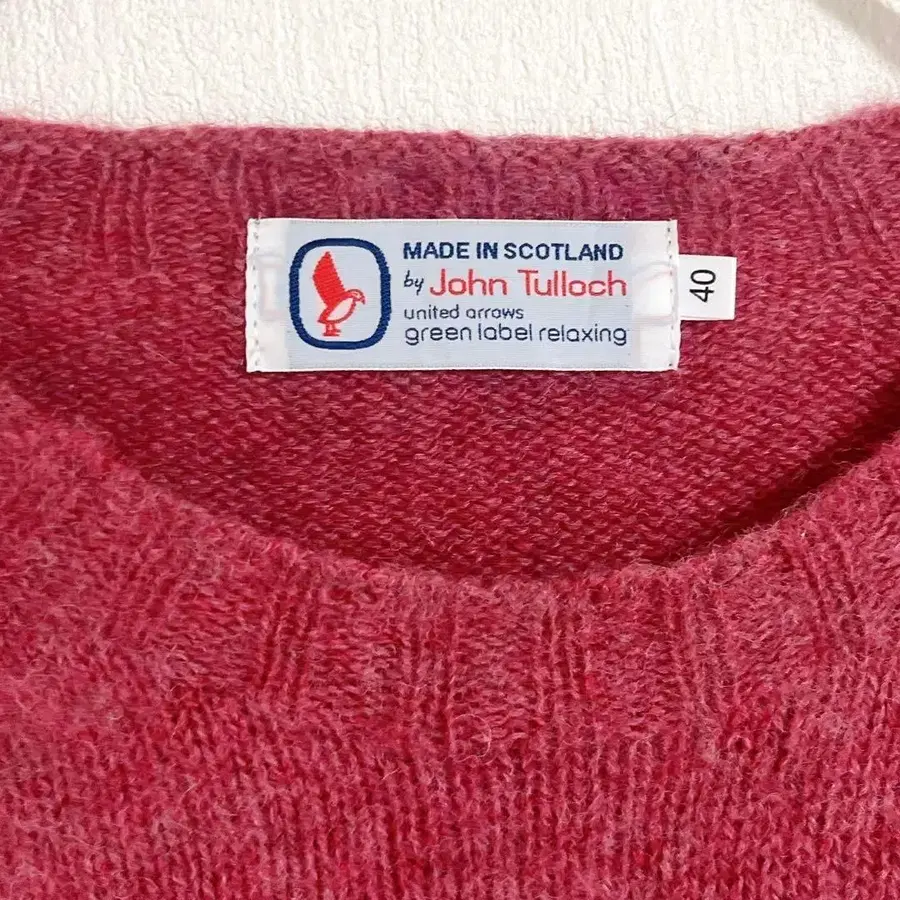 MADE IN SCOTLAND
by John Tulloch
united arrows
green label relaxing
40